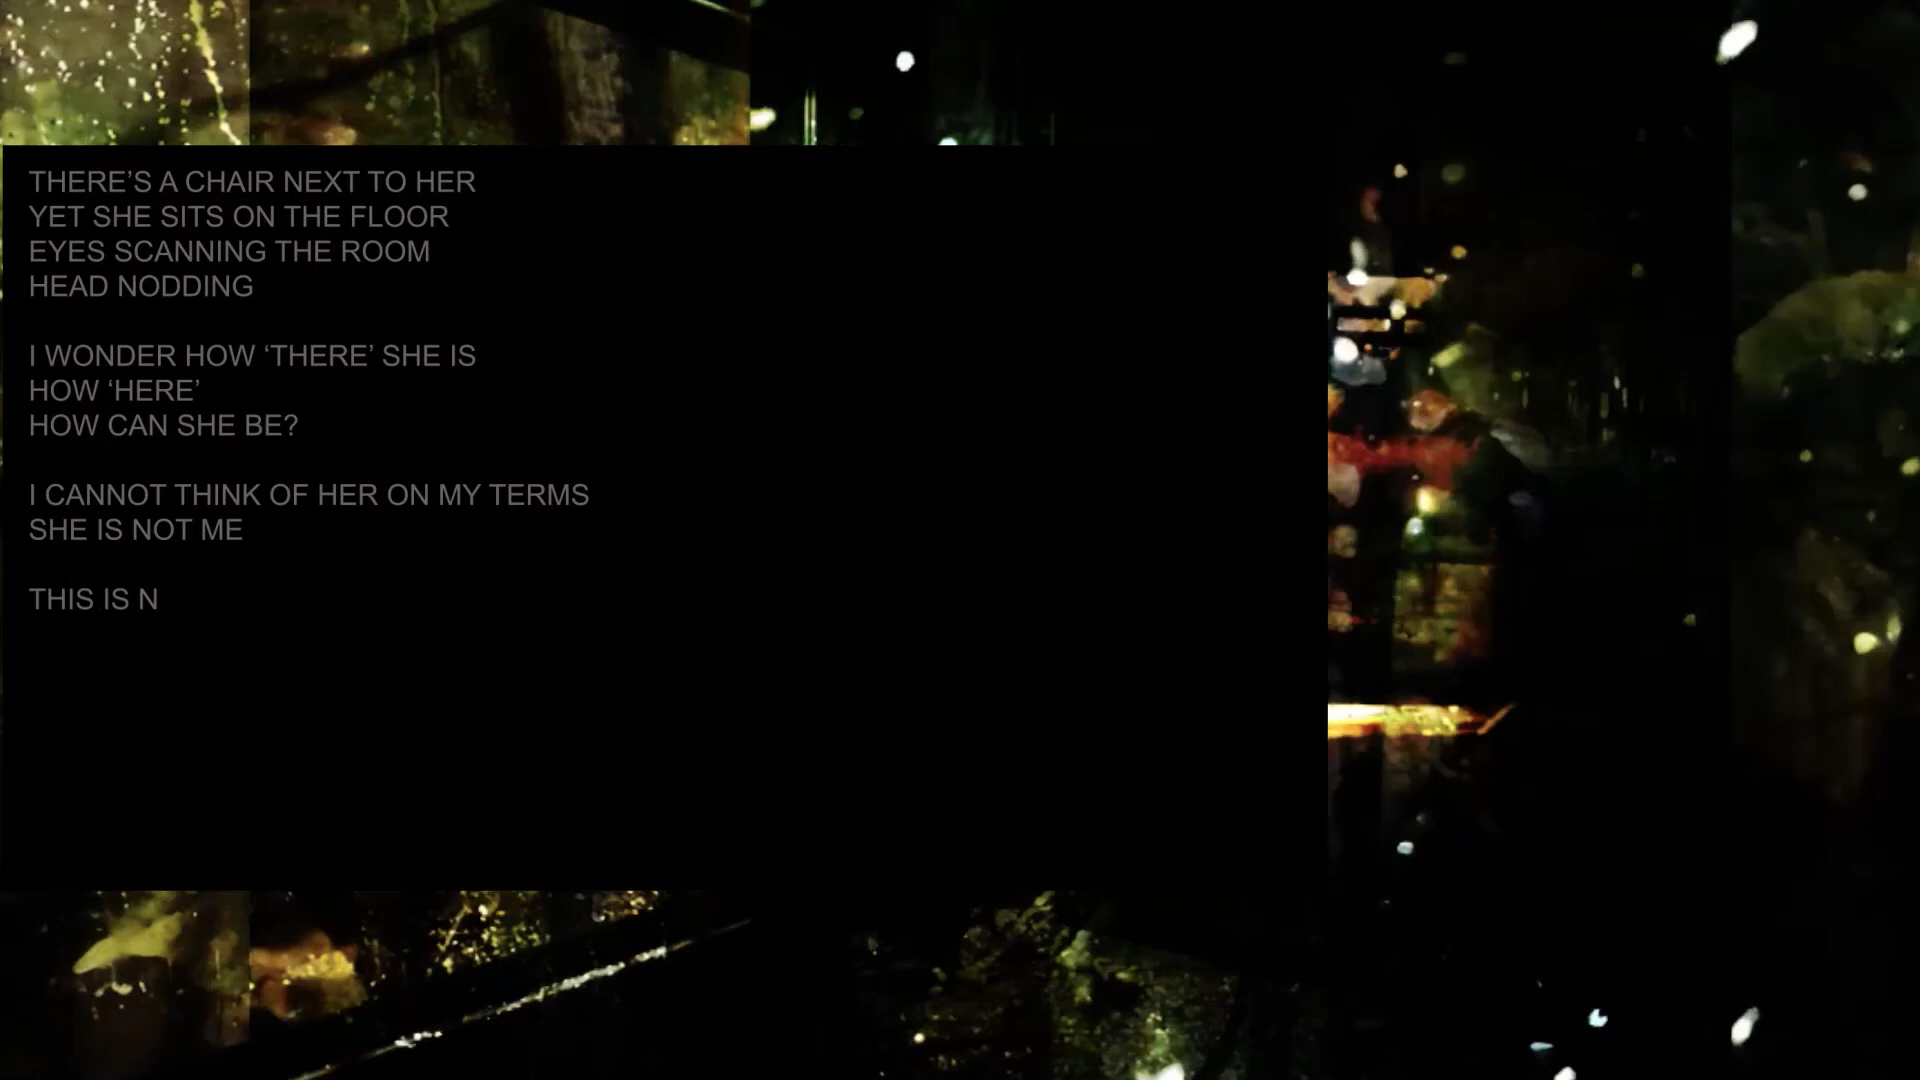 THERE’S A CHAIR NEXT TO HER
YET SHE SITS ON THE FLOOR
EYES SCANNING THE ROOM
HEAD NODDING
I WONDER HOW ‘THERE’ SHE IS
HOW ‘HERE’
HOW CAN SHE BE?
I CANNOT THINK OF HER ON MY TERMS
SHE IS NOT ME
THIS IS N